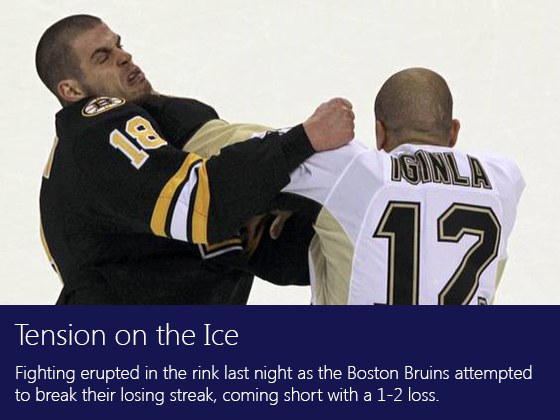 18
IGINLA
12
Tension on the Ice
Fighting erupted in the rink last night as the Boston Bruins attempted
to break their losing streak, coming short with a 1-2 loss.